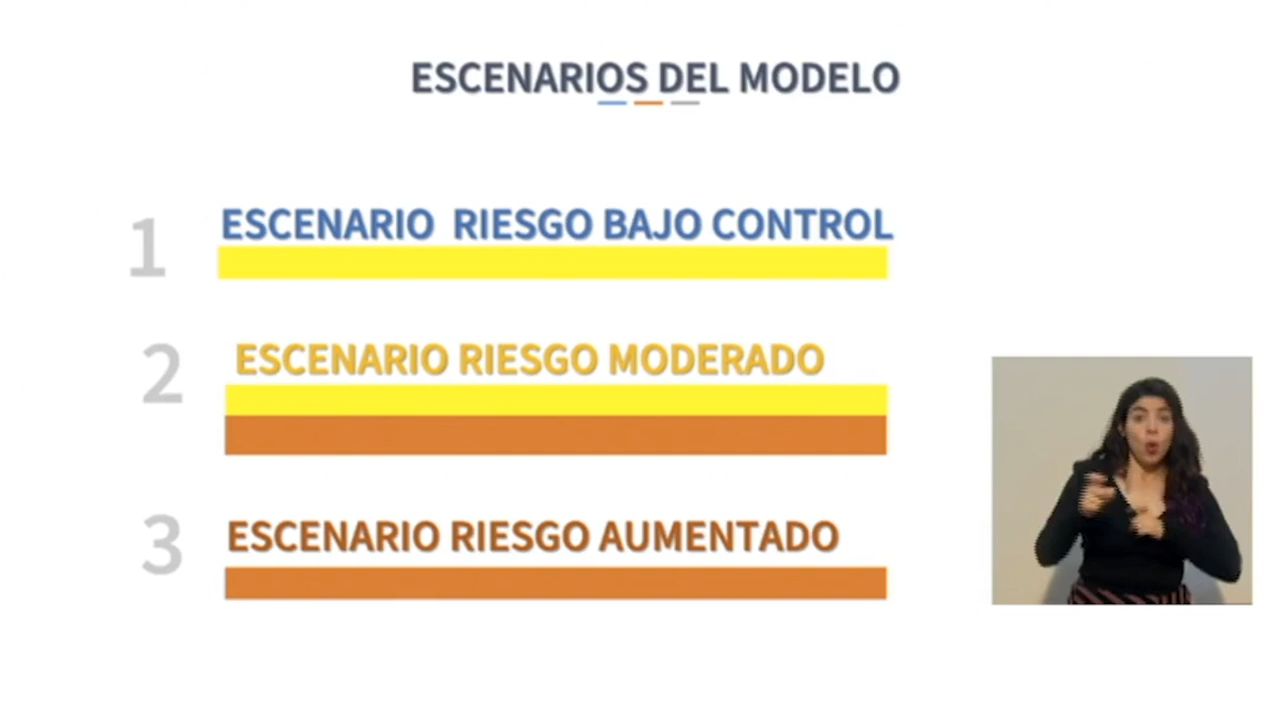 ESCENARIOS DEL MODELO
1
ESCENARIO RIESGO BAJO CONTROL
2
ESCENARIO RIESGO MODERADO
3
ESCENARIO RIESGO AUMENTADO